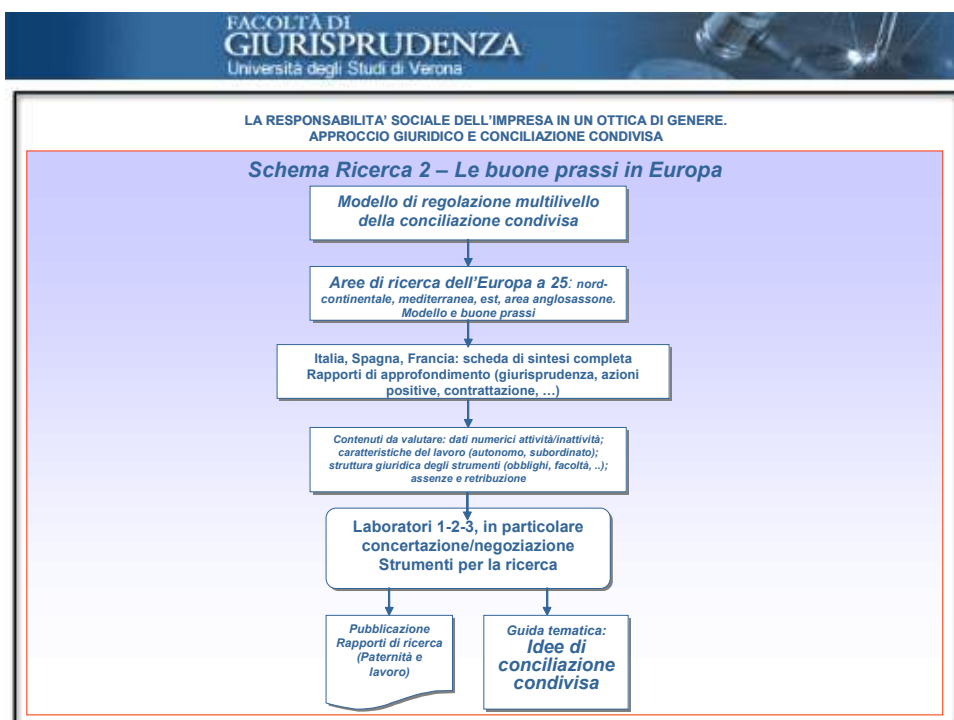 FACOLTÀ DI
GIURISPRUDENZA
Università degli Studi di Verona
LA RESPONSABILITA' SOCIALE DELL'IMPRESA IN UN OTTICA DI GENERE.
APPROCCIO GIURIDICO E CONCILIAZIONE CONDIVISA
Schema Ricerca 2 – Le buone prassi in Europa
Modello di regolazione multilivello
della conciliazione condivisa
Aree di ricerca dell'Europa a 25: nord-
continentale, mediterranea, est, area anglosassone.
Modello e buone prassi
Italia, Spagna, Francia: scheda di sintesi completa
Rapporti di approfondimento (giurisprudenza, azioni
positive, contrattazione, …)
Contenuti da valutare: dati numerici attività/inattività;
caratteristiche del lavoro (autonomo, subordinato);
struttura giuridica degli strumenti (obblighi, facoltà, ..);
assenze e retribuzione
Laboratori 1-2-3, in particolare
concertazione/negoziazione
Strumenti per la ricerca
Pubblicazione
Rapporti di ricerca
(Paternità e
lavoro)
Guida tematica:
Idee di
conciliazione
condivisa